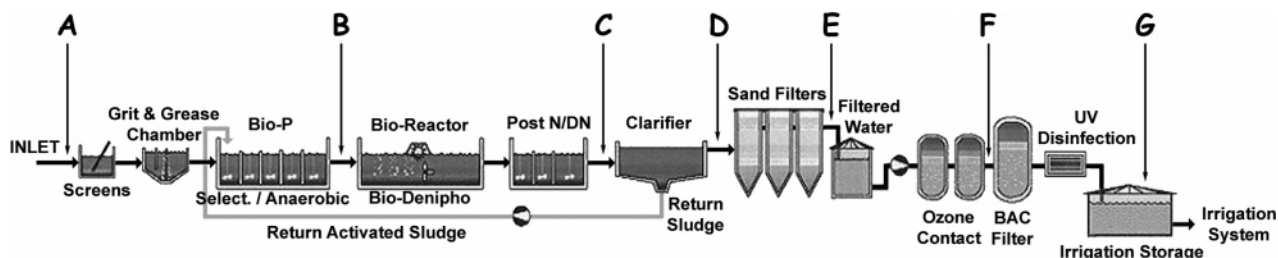 A
B
C
D
E
F
G
INLET
Screens
Grit & Grease
Chamber
Bio-P
Select. / Anaerobic
Bio-Reactor
Bio-Denipho
Post N/DN
Clarifier
Return
Sludge
Return Activated Sludge
Sand Filters
Filtered
Water
Ozone
Contact
BAC
Filter
UV
Disinfection
Irrigation Storage
Irrigation
System